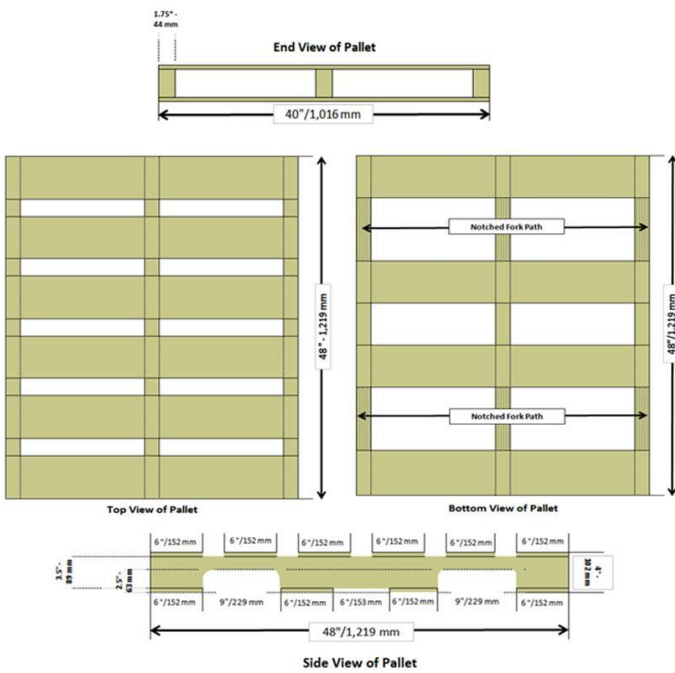 1.75" -
44 mm
End View of Pallet
40"/1,016 mm
Notched Fork Path
48" - 1,219 mm
48"/1,219 mm
Notched Fork Path
Top View of Pallet
Bottom View of Pallet
6"/152 mm 6"/152 mm 6"/152 mm 6"/152 mm 6"/152 mm 6"/152 mm
3.5" -
89 mm
2.5" -
63 mm
4" -
102 mm
6"/152 mm 9"/229 mm 6"/152 mm 6"/153 mm 6"/152 mm 9"/229 mm 6"/152 mm
48"/1,219 mm
Side View of Pallet